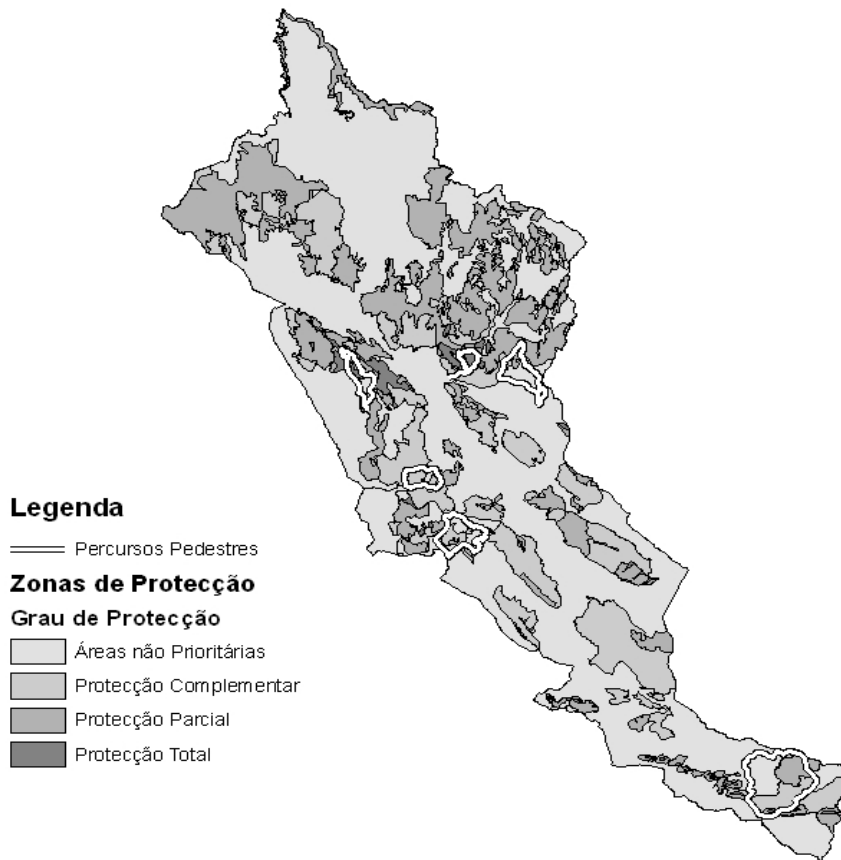 Legenda
Percursos Pedestres
Zonas de Protecção
Grau de Protecção
Áreas não Prioritárias
Protecção Complementar
Protecção Parcial
Protecção Total